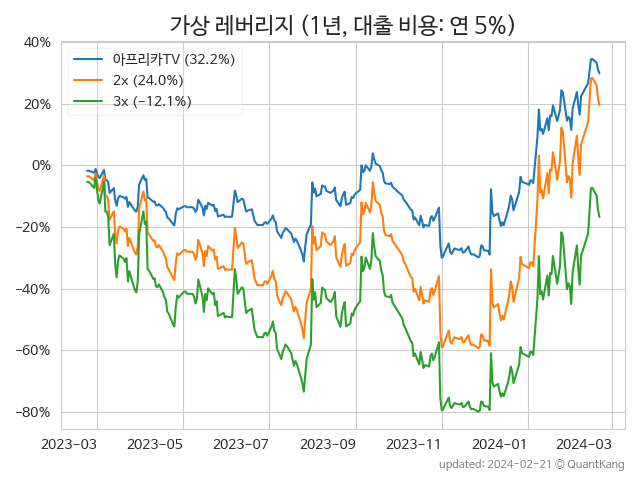 가상 레버리지 (1년, 대출 비용: 연 5%)
아프리카TV (32.2%)
2x (24.0%)
3x (−12.1%)
40%
20%
0%
−20%
−40%
−60%
−80%
2023-03 2023-05 2023-07 2023-09 2023-11 2024-01 2024-03
updated: 2024-02-21 © QuantKang